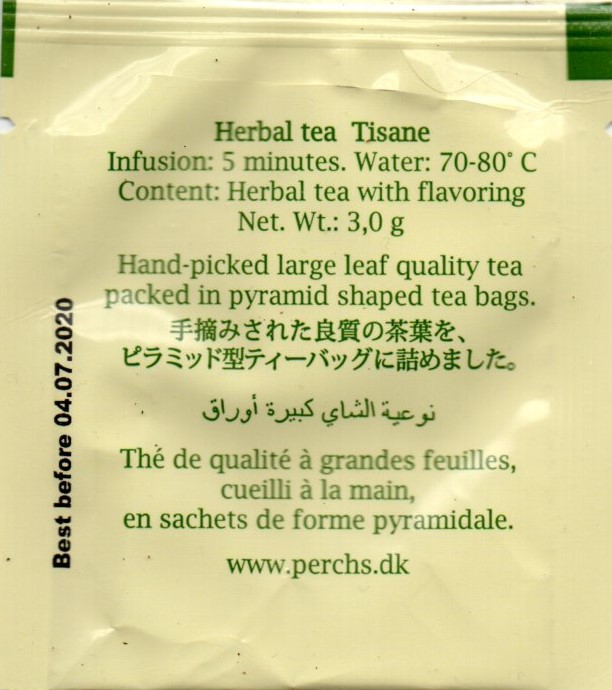 Herbal tea Tisane
Infusion: 5 minutes. Water: 70-80° C
Content: Herbal tea with flavoring
Net. Wt.: 3,0 g
Hand-picked large leaf quality tea
packed in pyramid shaped tea bags.
手摘みされた良質の茶葉を、
ピラミッド型ティーバッグに詰めました。
نوعية الشاي كبيرة أوراق
Thé de qualité à grandes feuilles,
cueilli à la main,
en sachets de forme pyramidale.
www.perchs.dk
Best before 04.07.2020